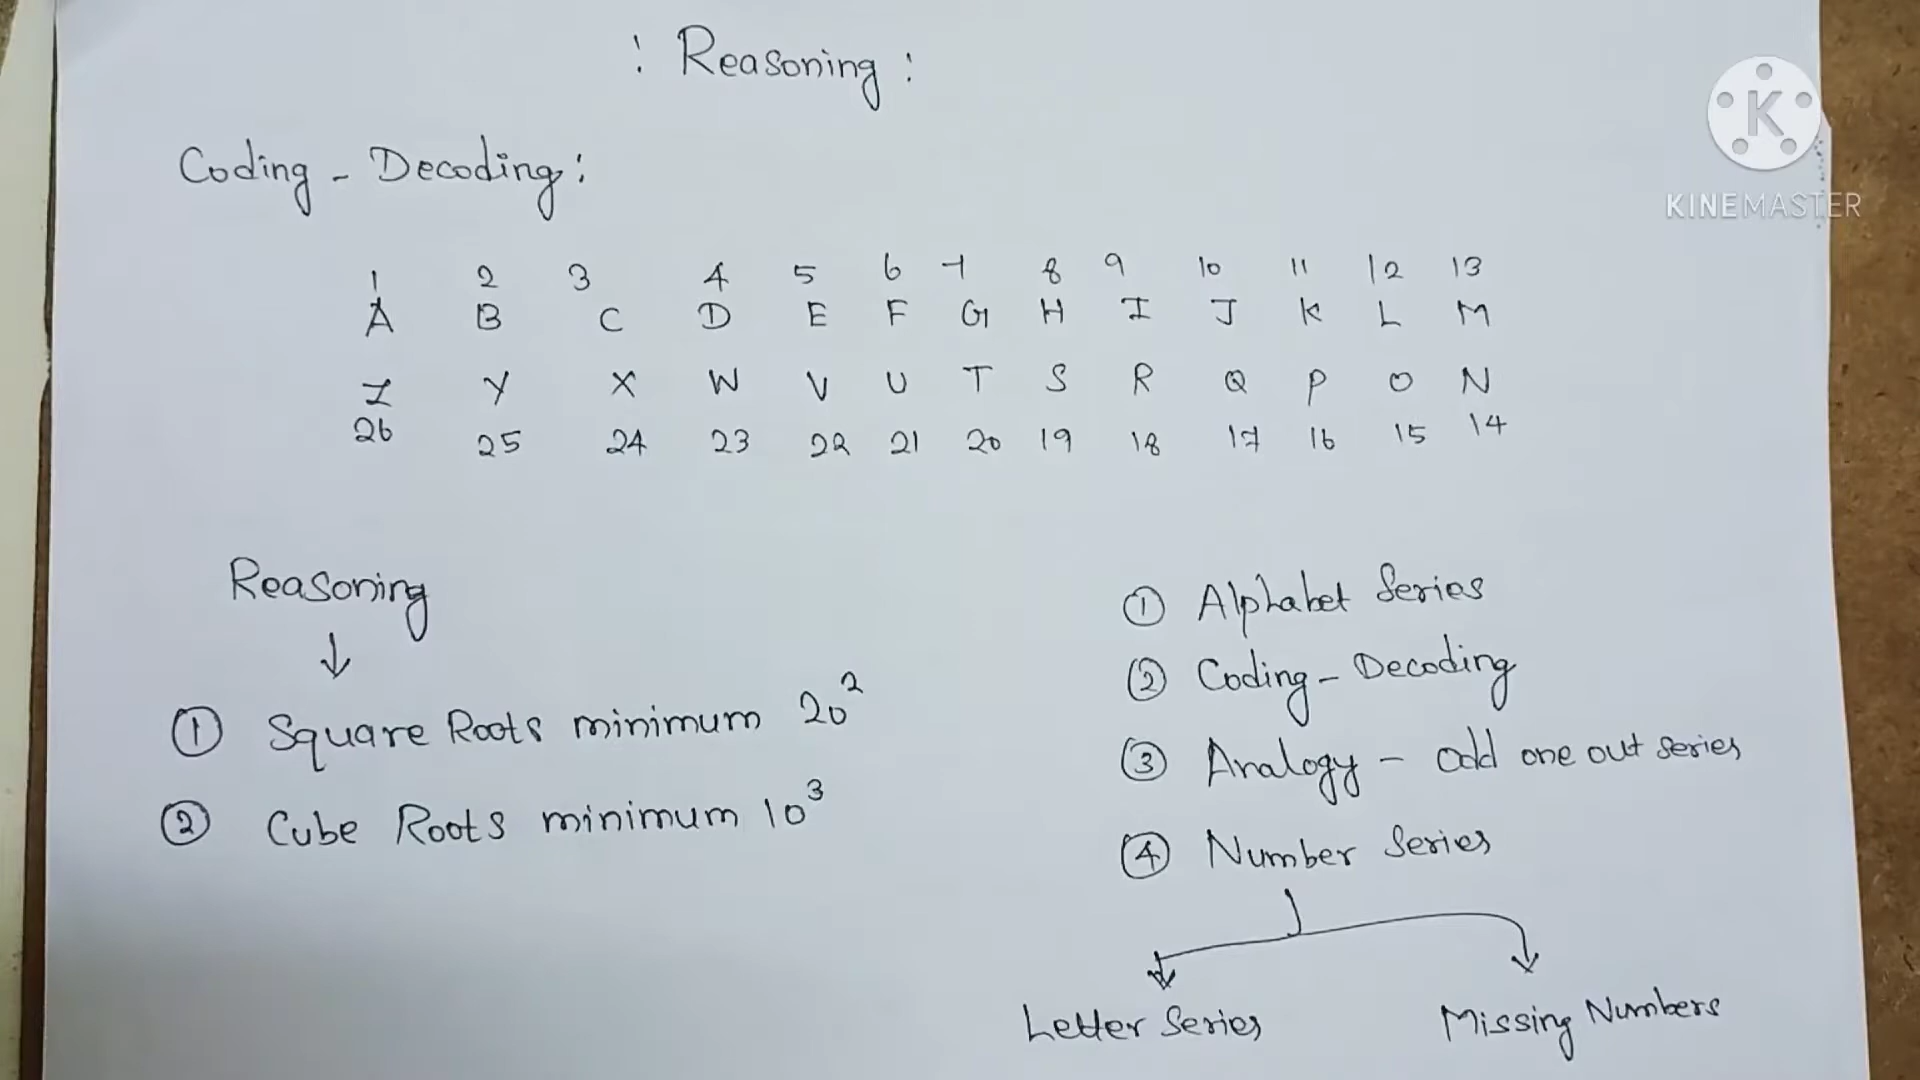 : Reasoning :
Coding - Decoding :
1 2 3 4 5 6 7 8 9 10 11 12 13
A B C D E F G H I J K L M
Z Y X W V U T S R Q P O N
26 25 24 23 22 21 20 19 18 17 16 15 14
Reasoning
↓
① Square Roots minimum 20²
② Cube Roots minimum 10³
① Alphabet Series
② Coding - Decoding
③ Analogy - odd one out series
④ Number Series
Letter Series
Missing Numbers
K
KINEMASTER